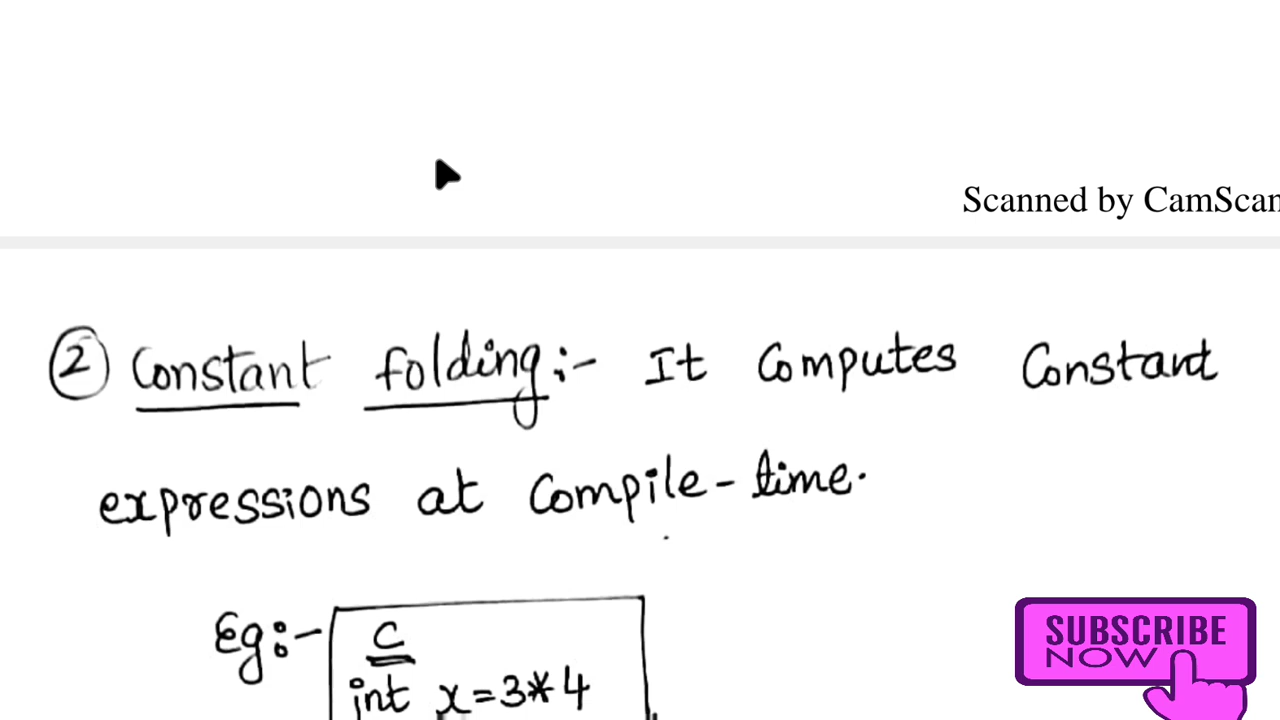 Scanned by CamScan
② Constant folding:- It Computes Constant
expressions at Compile-time.
Eg:- C
int x=3*4
SUBSCRIBE
NOW